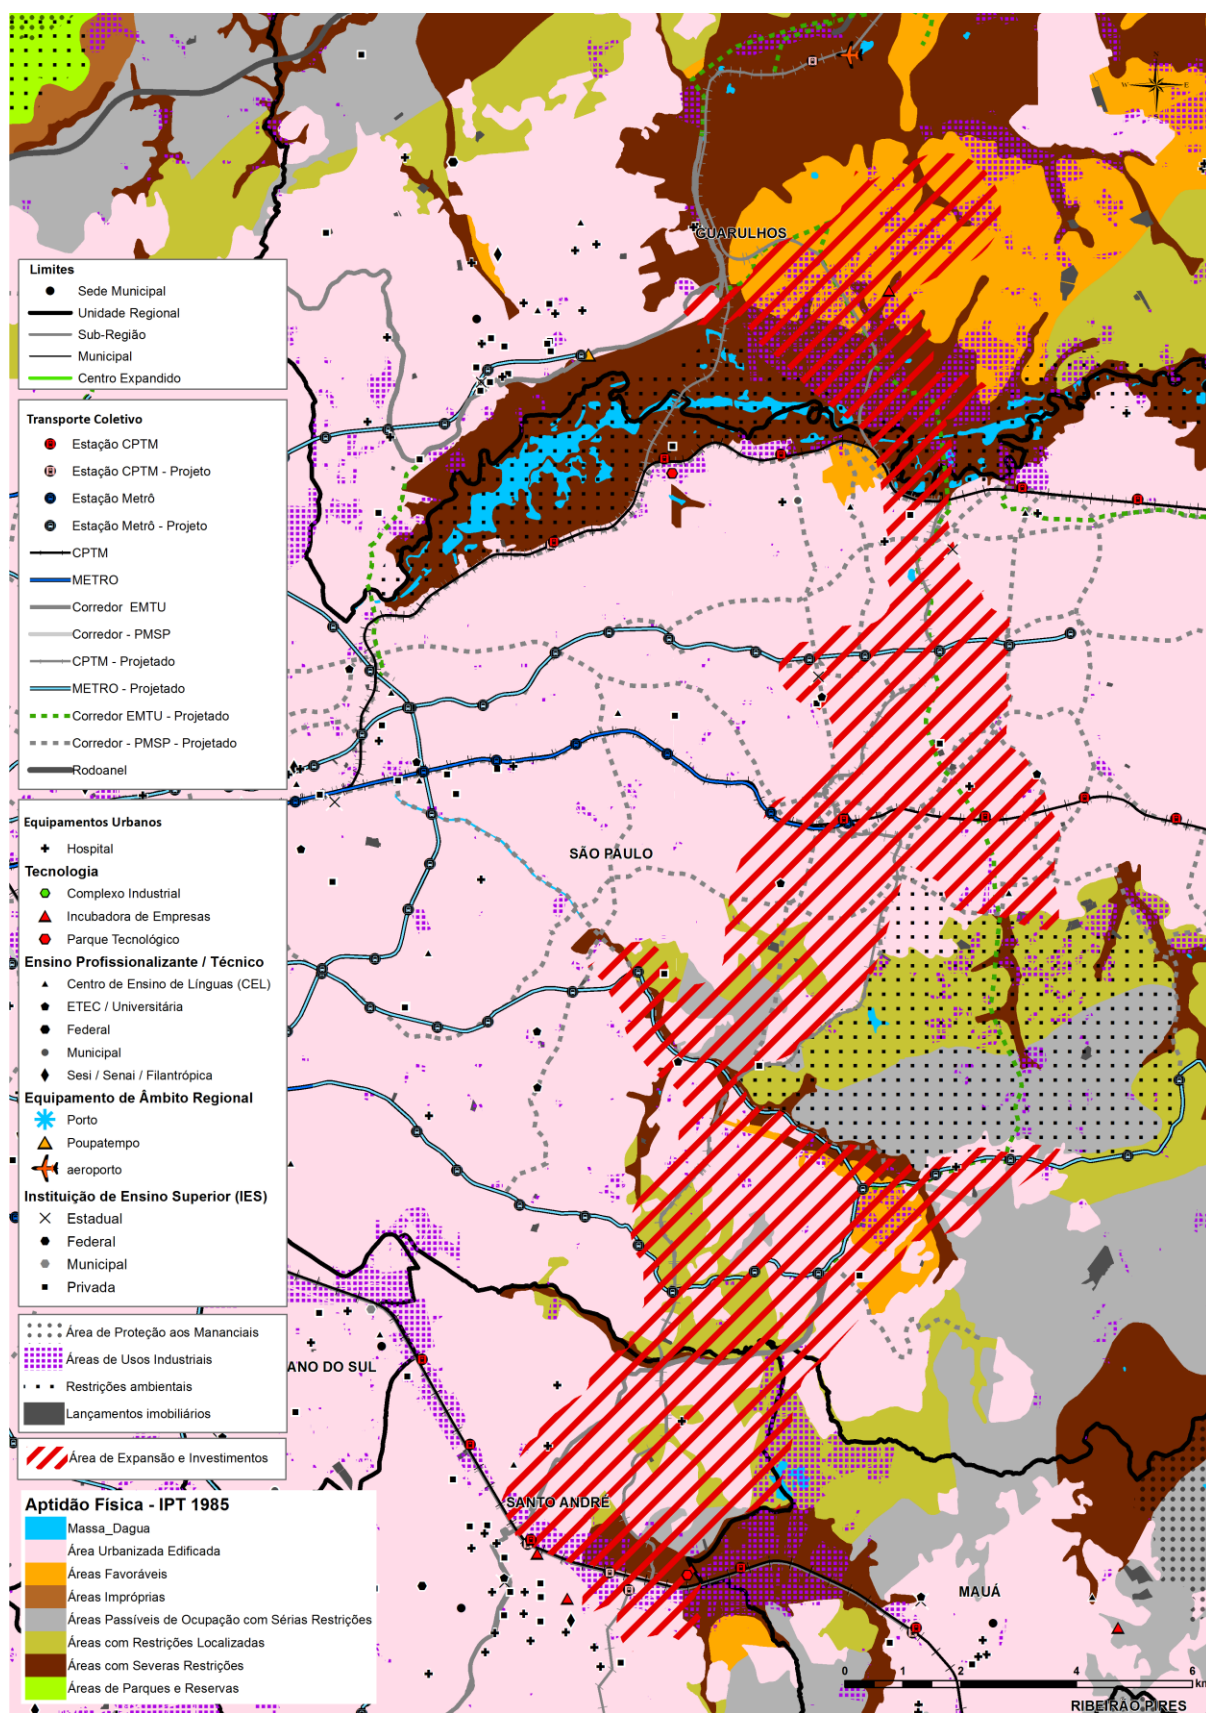 N
W E
S
GUARULHOS
Limites
Sede Municipal
Unidade Regional
Sub-Região
Municipal
Centro Expandido
Transporte Coletivo
Estação CPTM
Estação CPTM - Projeto
Estação Metrô
Estação Metrô - Projeto
CPTM
METRO
Corredor EMTU
Corredor - PMSP
CPTM - Projetado
METRO - Projetado
Corredor EMTU - Projetado
Corredor - PMSP - Projetado
Rodoanel
Equipamentos Urbanos
Hospital
Tecnologia
Complexo Industrial
Incubadora de Empresas
Parque Tecnológico
Ensino Profissionalizante / Técnico
Centro de Ensino de Línguas (CEL)
ETEC / Universitária
Federal
Municipal
Sesi / Senai / Filantrópica
Equipamento de Âmbito Regional
Porto
Poupatempo
aeroporto
Instituição de Ensino Superior (IES)
Estadual
Federal
Municipal
Privada
SÃO PAULO
Área de Proteção aos Mananciais
Áreas de Usos Industriais
Restrições ambientais
Lançamentos imobiliários
ANO DO SUL
Área de Expansão e Investimentos
SANTO ANDRÉ
Aptidão Física - IPT 1985
Massa_Dagua
Área Urbanizada Edificada
Áreas Favoráveis
Áreas Impróprias
Áreas Passíveis de Ocupação com Sérias Restrições
Áreas com Restrições Localizadas
Áreas com Severas Restrições
Áreas de Parques e Reservas
MAUÁ
0 1 2 4 6
km
RIBEIRÃO PIRES